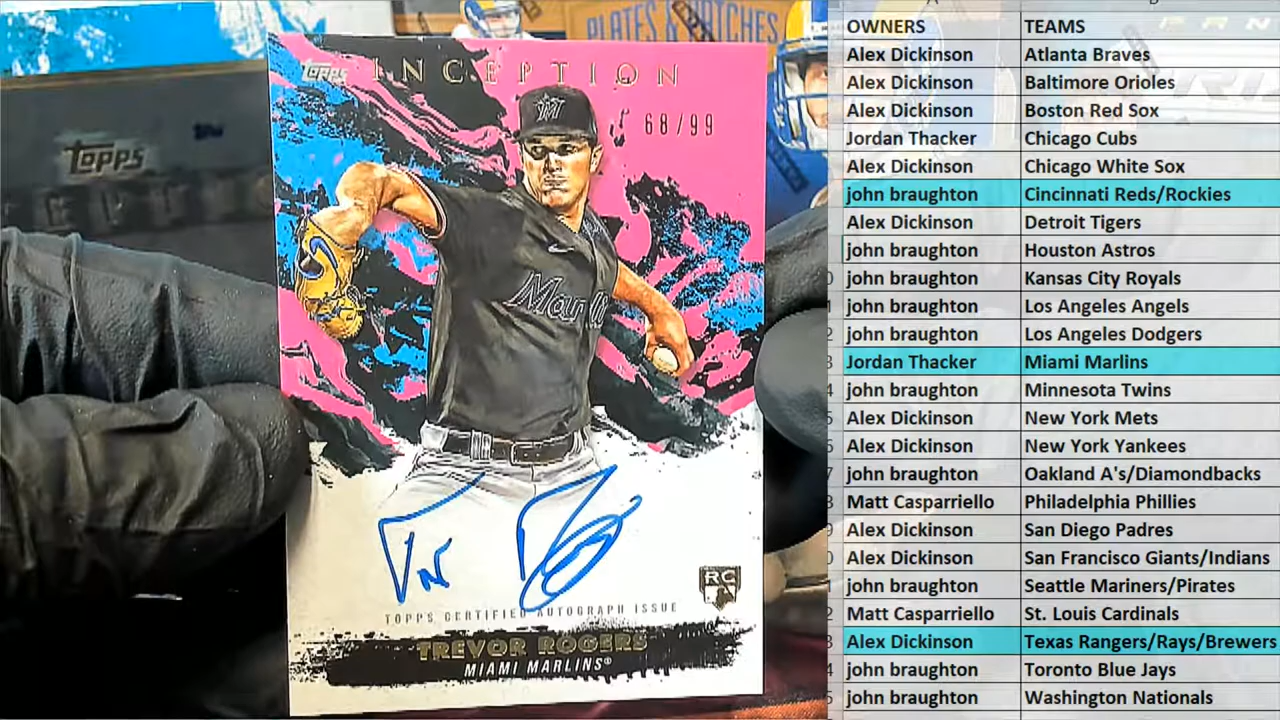 PLATES & PATCHES
topps
topps INCEPTION
68/99
Marlins
TOPPS CERTIFIED AUTOGRAPH ISSUE
RC
TREVOR ROGERS
MIAMI MARLINS®
OWNERS TEAMS
Alex Dickinson Atlanta Braves
Alex Dickinson Baltimore Orioles
Alex Dickinson Boston Red Sox
Jordan Thacker Chicago Cubs
Alex Dickinson Chicago White Sox
john braughton Cincinnati Reds/Rockies
Alex Dickinson Detroit Tigers
john braughton Houston Astros
john braughton Kansas City Royals
john braughton Los Angeles Angels
john braughton Los Angeles Dodgers
Jordan Thacker Miami Marlins
john braughton Minnesota Twins
Alex Dickinson New York Mets
Alex Dickinson New York Yankees
john braughton Oakland A's/Diamondbacks
Matt Casparriello Philadelphia Phillies
Alex Dickinson San Diego Padres
Alex Dickinson San Francisco Giants/Indians
john braughton Seattle Mariners/Pirates
Matt Casparriello St. Louis Cardinals
Alex Dickinson Texas Rangers/Rays/Brewers
john braughton Toronto Blue Jays
john braughton Washington Nationals